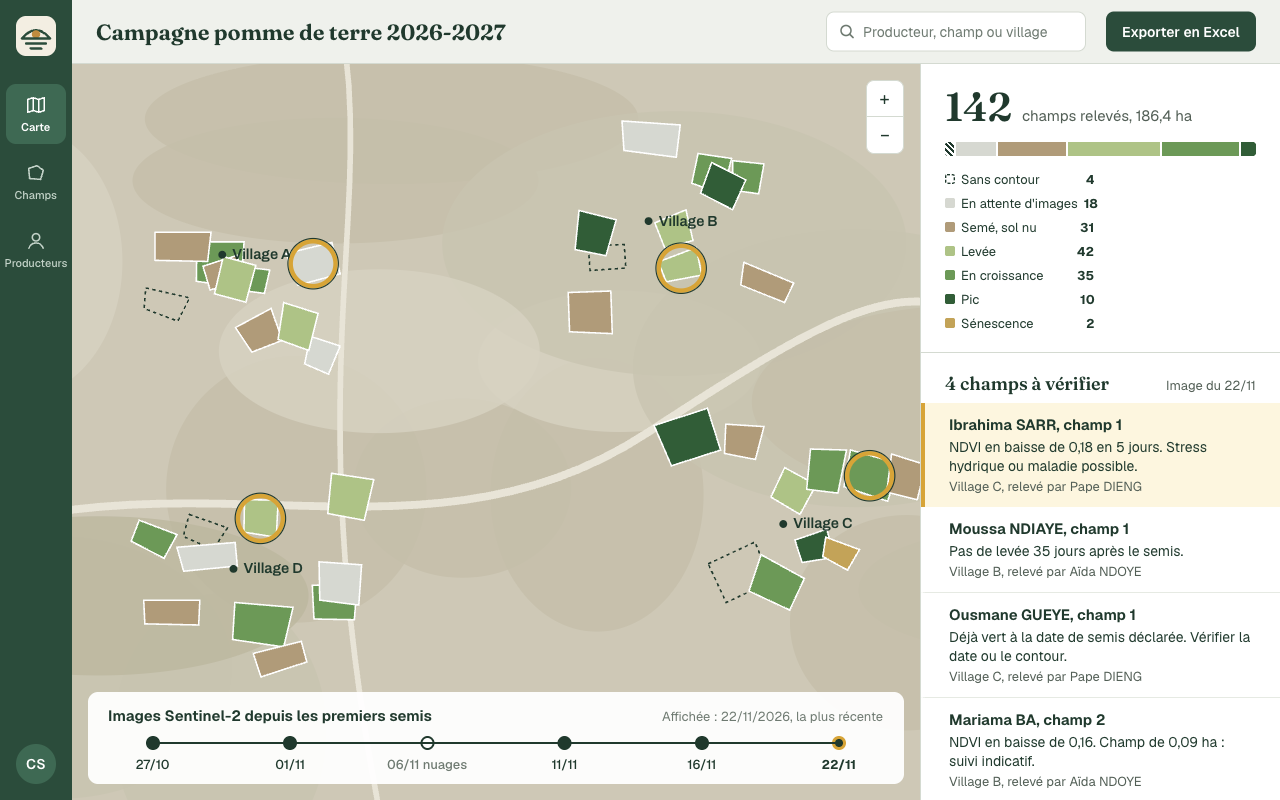 Campagne pomme de terre 2026-2027
Producteur, champ ou village
Exporter en Excel
Carte
Champs
Producteurs
CS
+
−
Village A
Village B
Village C
Village D
Images Sentinel-2 depuis les premiers semis
Affichée : 22/11/2026, la plus récente
27/10
01/11
06/11 nuages
11/11
16/11
22/11
142 champs relevés, 186,4 ha
Sans contour 4
En attente d'images 18
Semé, sol nu 31
Levée 42
En croissance 35
Pic 10
Sénescence 2
4 champs à vérifier
Image du 22/11
Ibrahima SARR, champ 1
NDVI en baisse de 0,18 en 5 jours. Stress
hydrique ou maladie possible.
Village C, relevé par Pape DIENG
Moussa NDIAYE, champ 1
Pas de levée 35 jours après le semis.
Village B, relevé par Aïda NDOYE
Ousmane GUEYE, champ 1
Déjà vert à la date de semis déclarée. Vérifier la
date ou le contour.
Village C, relevé par Pape DIENG
Mariama BA, champ 2
NDVI en baisse de 0,16. Champ de 0,09 ha :
suivi indicatif.
Village B, relevé par Aïda NDOYE